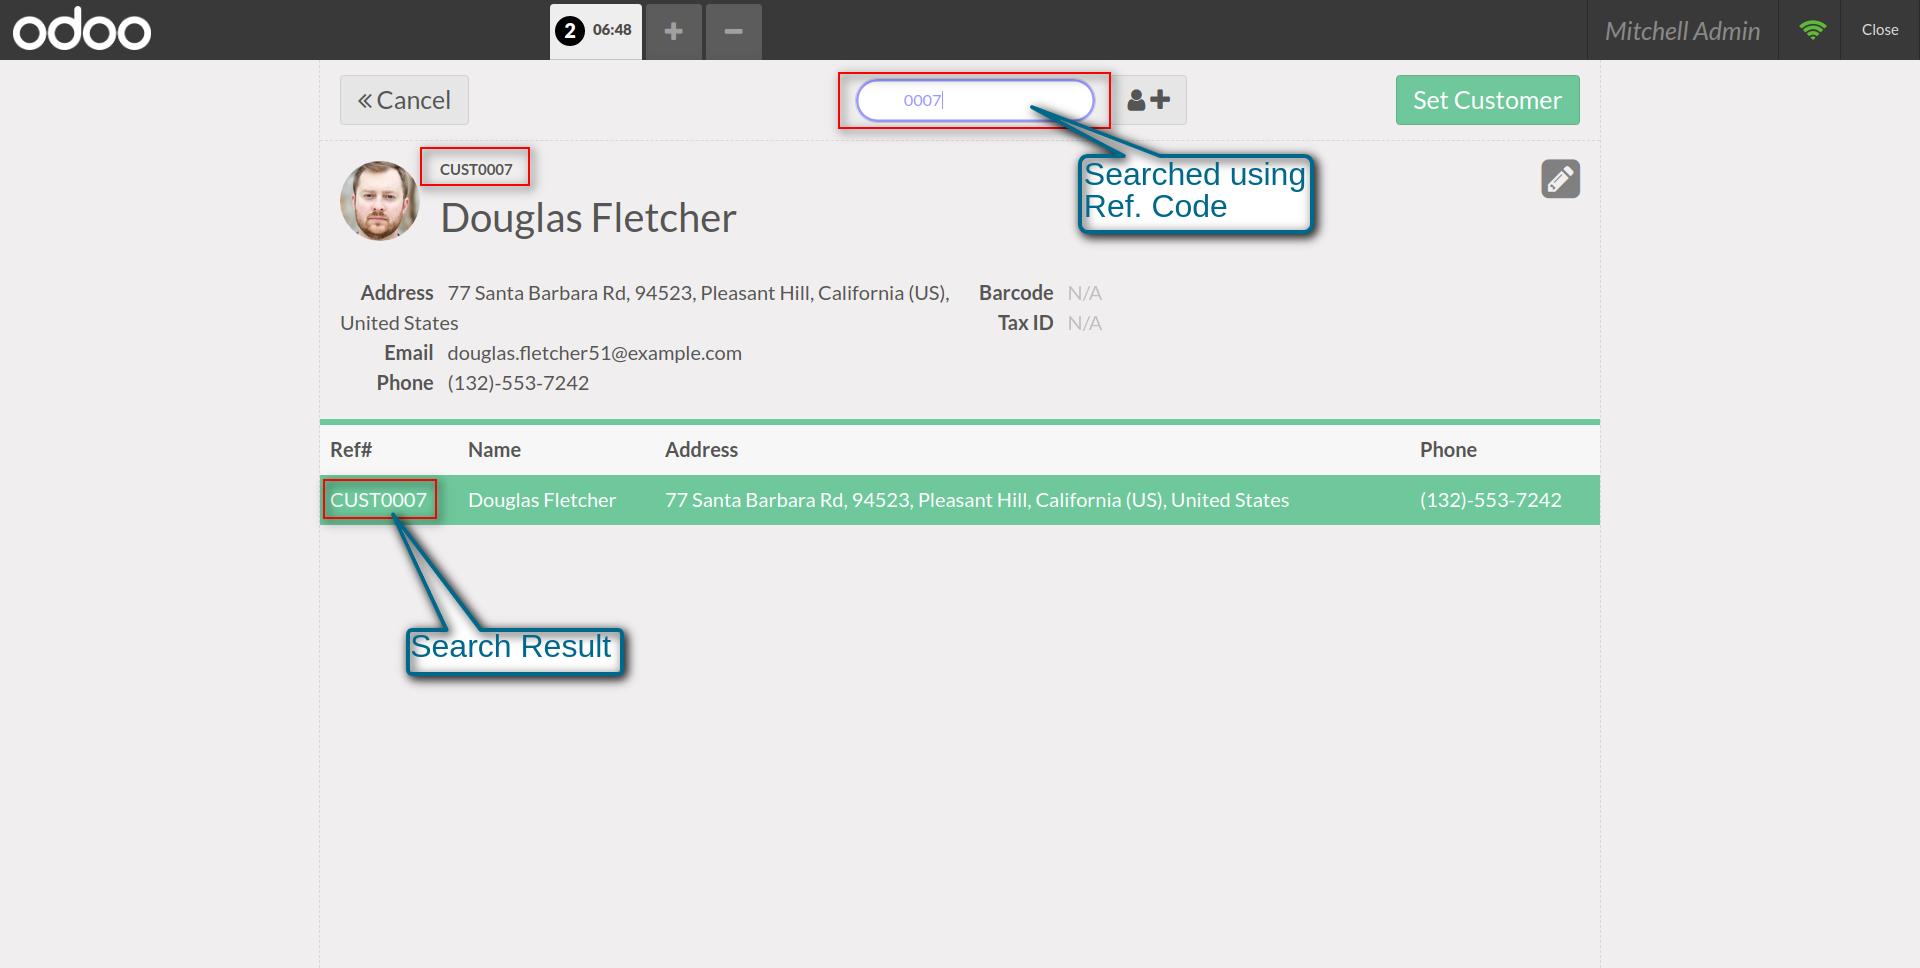 odoo
2 06:48
Mitchell Admin
Close
Cancel
0007
Set Customer
CUST0007
Searched using
Ref. Code
Douglas Fletcher
Address 77 Santa Barbara Rd, 94523, Pleasant Hill, California (US),
United States
Barcode N/A
Tax ID N/A
Email douglas.fletcher51@example.com
Phone (132)-553-7242
Ref# Name Address Phone
CUST0007 Douglas Fletcher 77 Santa Barbara Rd, 94523, Pleasant Hill, California (US), United States (132)-553-7242
Search Result